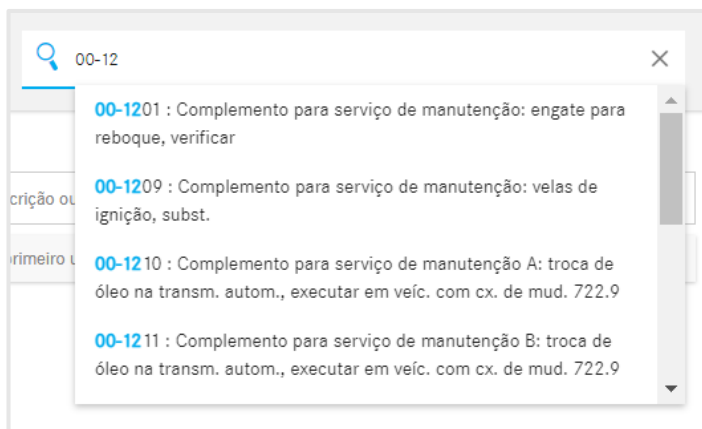 00-12
00-1201 : Complemento para serviço de manutenção: engate para
reboque, verificar
crição ou
00-1209 : Complemento para serviço de manutenção: velas de
ignição, subst.
rimeiro u
00-1210 : Complemento para serviço de manutenção A: troca de
óleo na transm. autom., executar em veíc. com cx. de mud. 722.9
00-1211 : Complemento para serviço de manutenção B: troca de
óleo na transm. autom., executar em veíc. com cx. de mud. 722.9